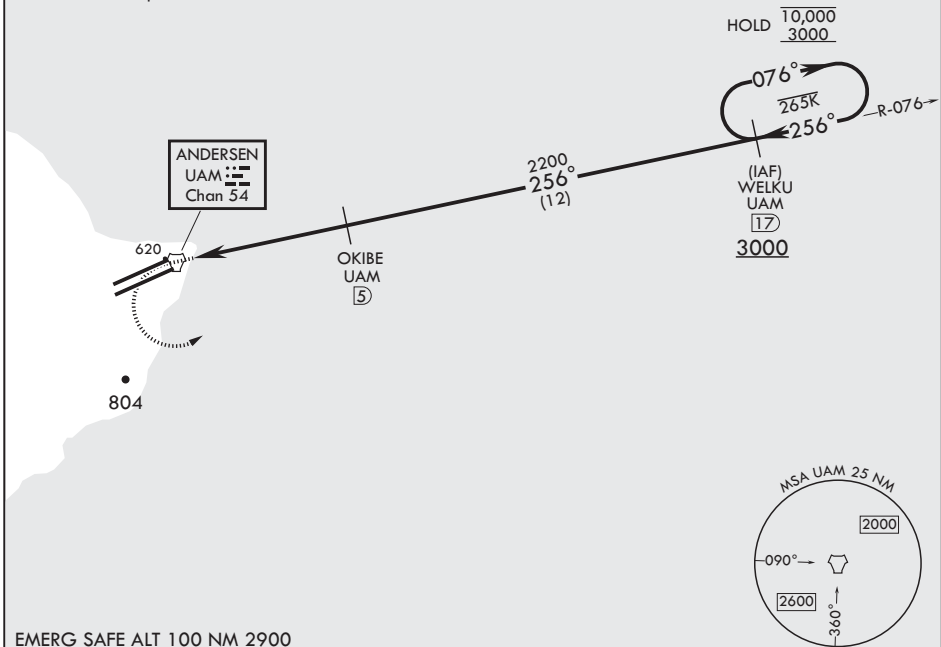 HOLD 10,000
3000
076°
265K
256°
R-076
ANDERSEN
UAM
Chan 54
2200
256°
(12)
(IAF)
WELKU
UAM
17
3000
620
OKIBE
UAM
5
804
MSA UAM 25 NM
2000
090°
2600
360°
EMERG SAFE ALT 100 NM 2900